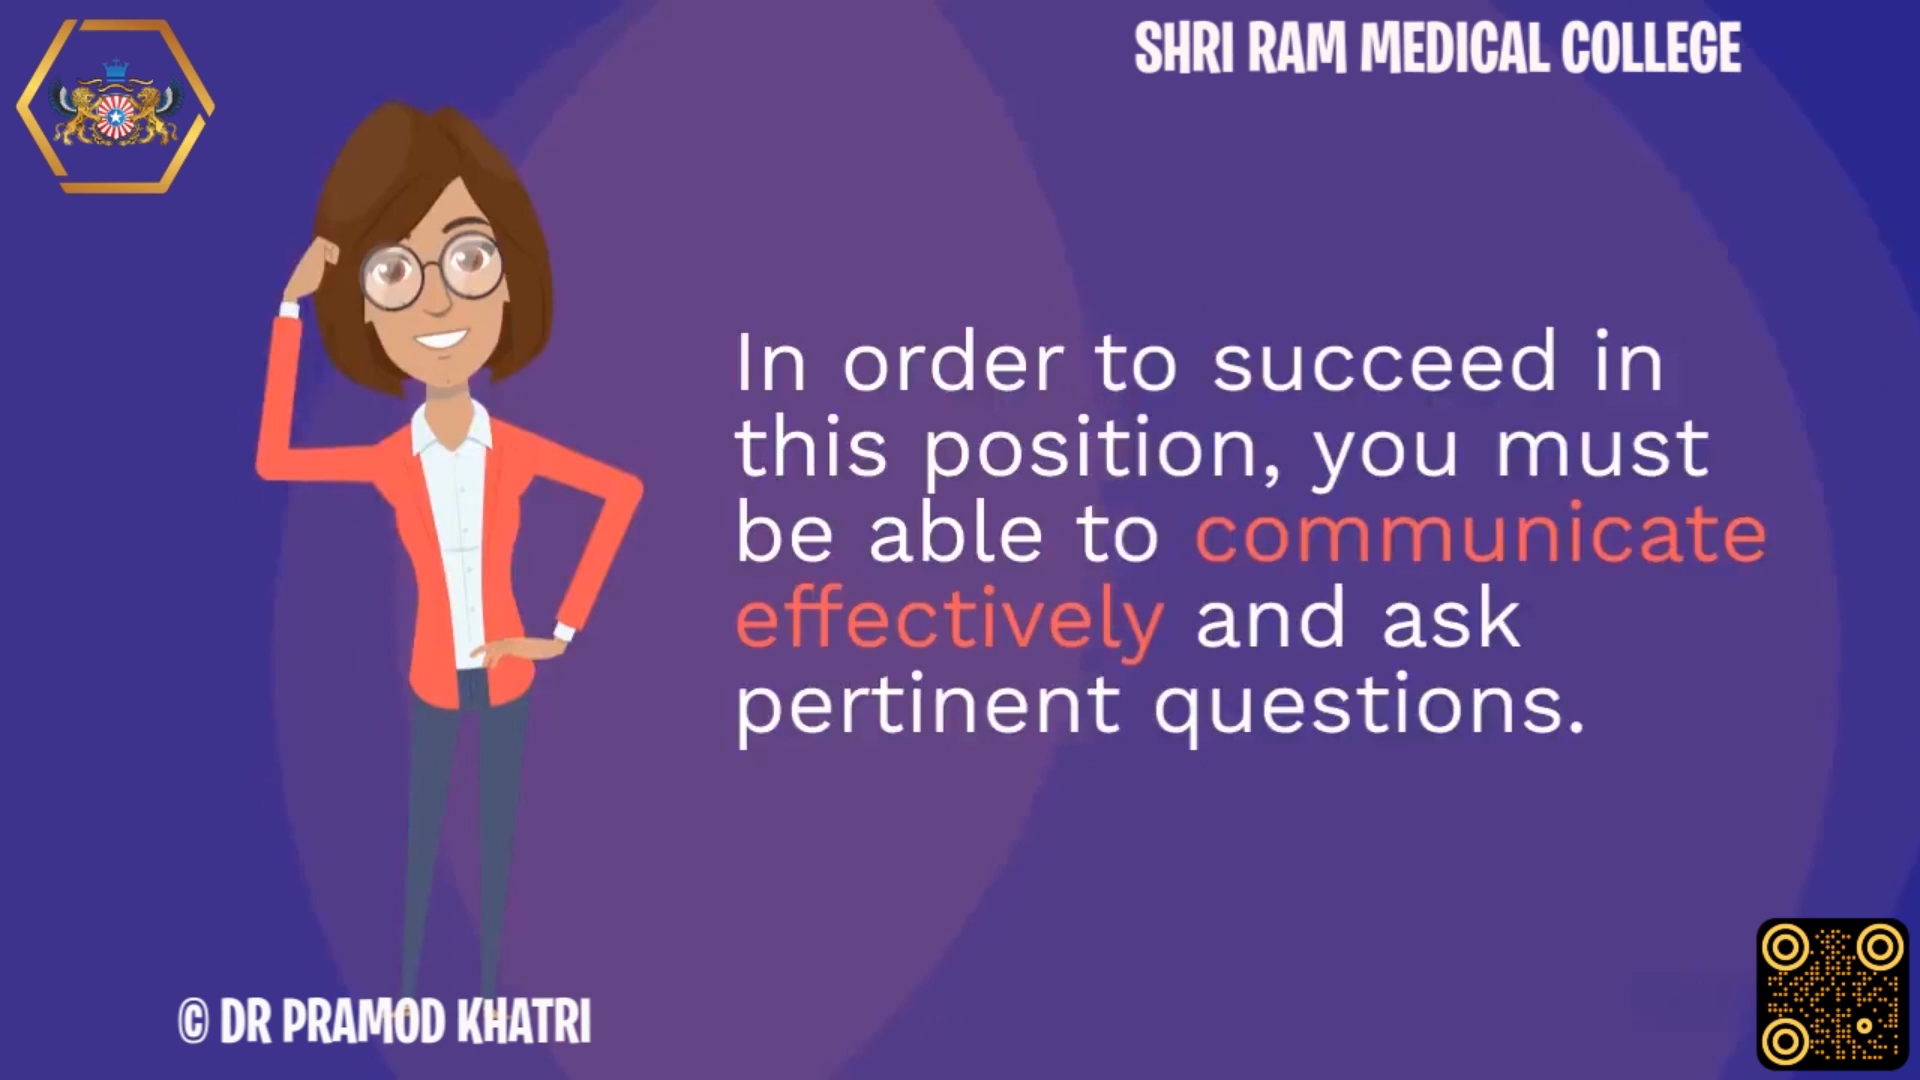 SHRI RAM MEDICAL COLLEGE
In order to succeed in
this position, you must
be able to communicate
effectively and ask
pertinent questions.
© DR PRAMOD KHATRI